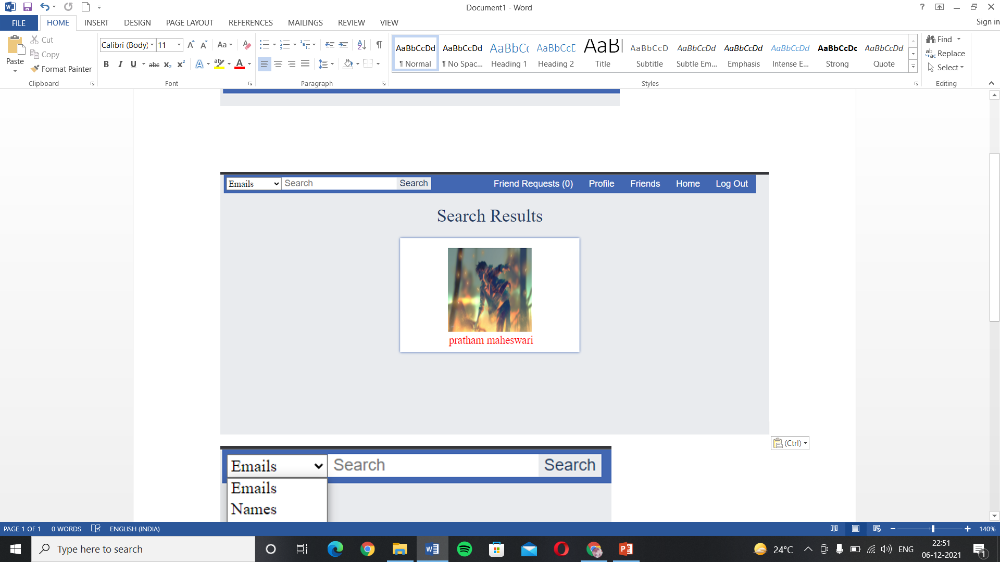 Document1 - Word
FILE HOME INSERT DESIGN PAGE LAYOUT REFERENCES MAILINGS REVIEW VIEW Sign in
Paste
Cut
Copy
Format Painter
Clipboard
Calibri (Body) 11
Font
Paragraph
AaBbCcDd AaBbCcDd AaBbCc AaBbCcD AaBl AaBbCcD AaBbCcDd AaBbCcDd AaBbCcDd AaBbCcDc AaBbCcDd
¶ Normal ¶ No Spac... Heading 1 Heading 2 Title Subtitle Subtle Em... Emphasis Intense E... Strong Quote
Styles
Find
Replace
Select
Editing
Emails Search Search Friend Requests (0) Profile Friends Home Log Out
Search Results
pratham maheswari
(Ctrl)
Emails Search Search
Emails
Names
PAGE 1 OF 1 0 WORDS ENGLISH (INDIA) 140%
Type here to search
24°C ENG
22:51
06-12-2021
1